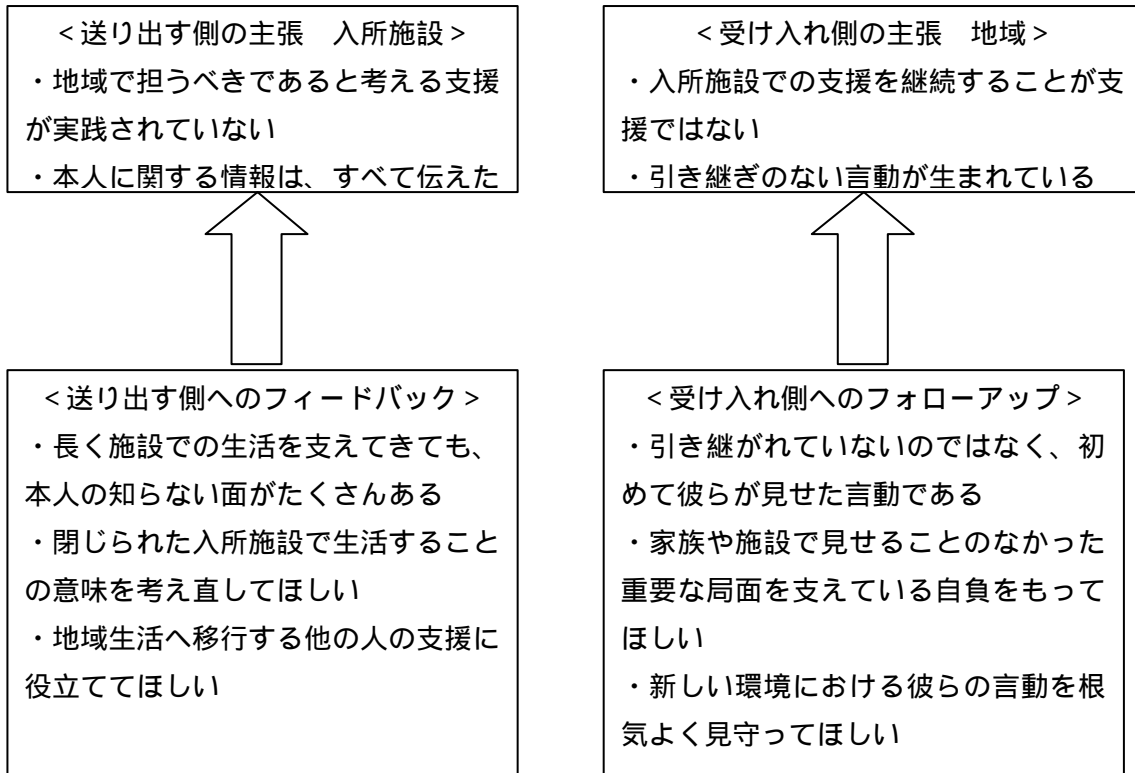 <送り出す側の主張　入所施設>
・地域で担うべきであると考える支援
が実践されていない
・本人に関する情報は、すべて伝えた
<受け入れ側の主張　地域>
・入所施設での支援を継続することが支
援ではない
・引き継ぎのない言動が生まれている
<送り出す側へのフィードバック>
・長く施設での生活を支えてきても、
本人の知らない面がたくさんある
・閉じられた入所施設で生活すること
の意味を考え直してほしい
・地域生活へ移行する他の人の支援に
役立ててほしい
<受け入れ側へのフォローアップ>
・引き継がれていないのではなく、初
めて彼らが見せた言動である
・家族や施設で見せることのなかった
重要な局面を支えている自負をもって
ほしい
・新しい環境における彼らの言動を根
気よく見守ってほしい